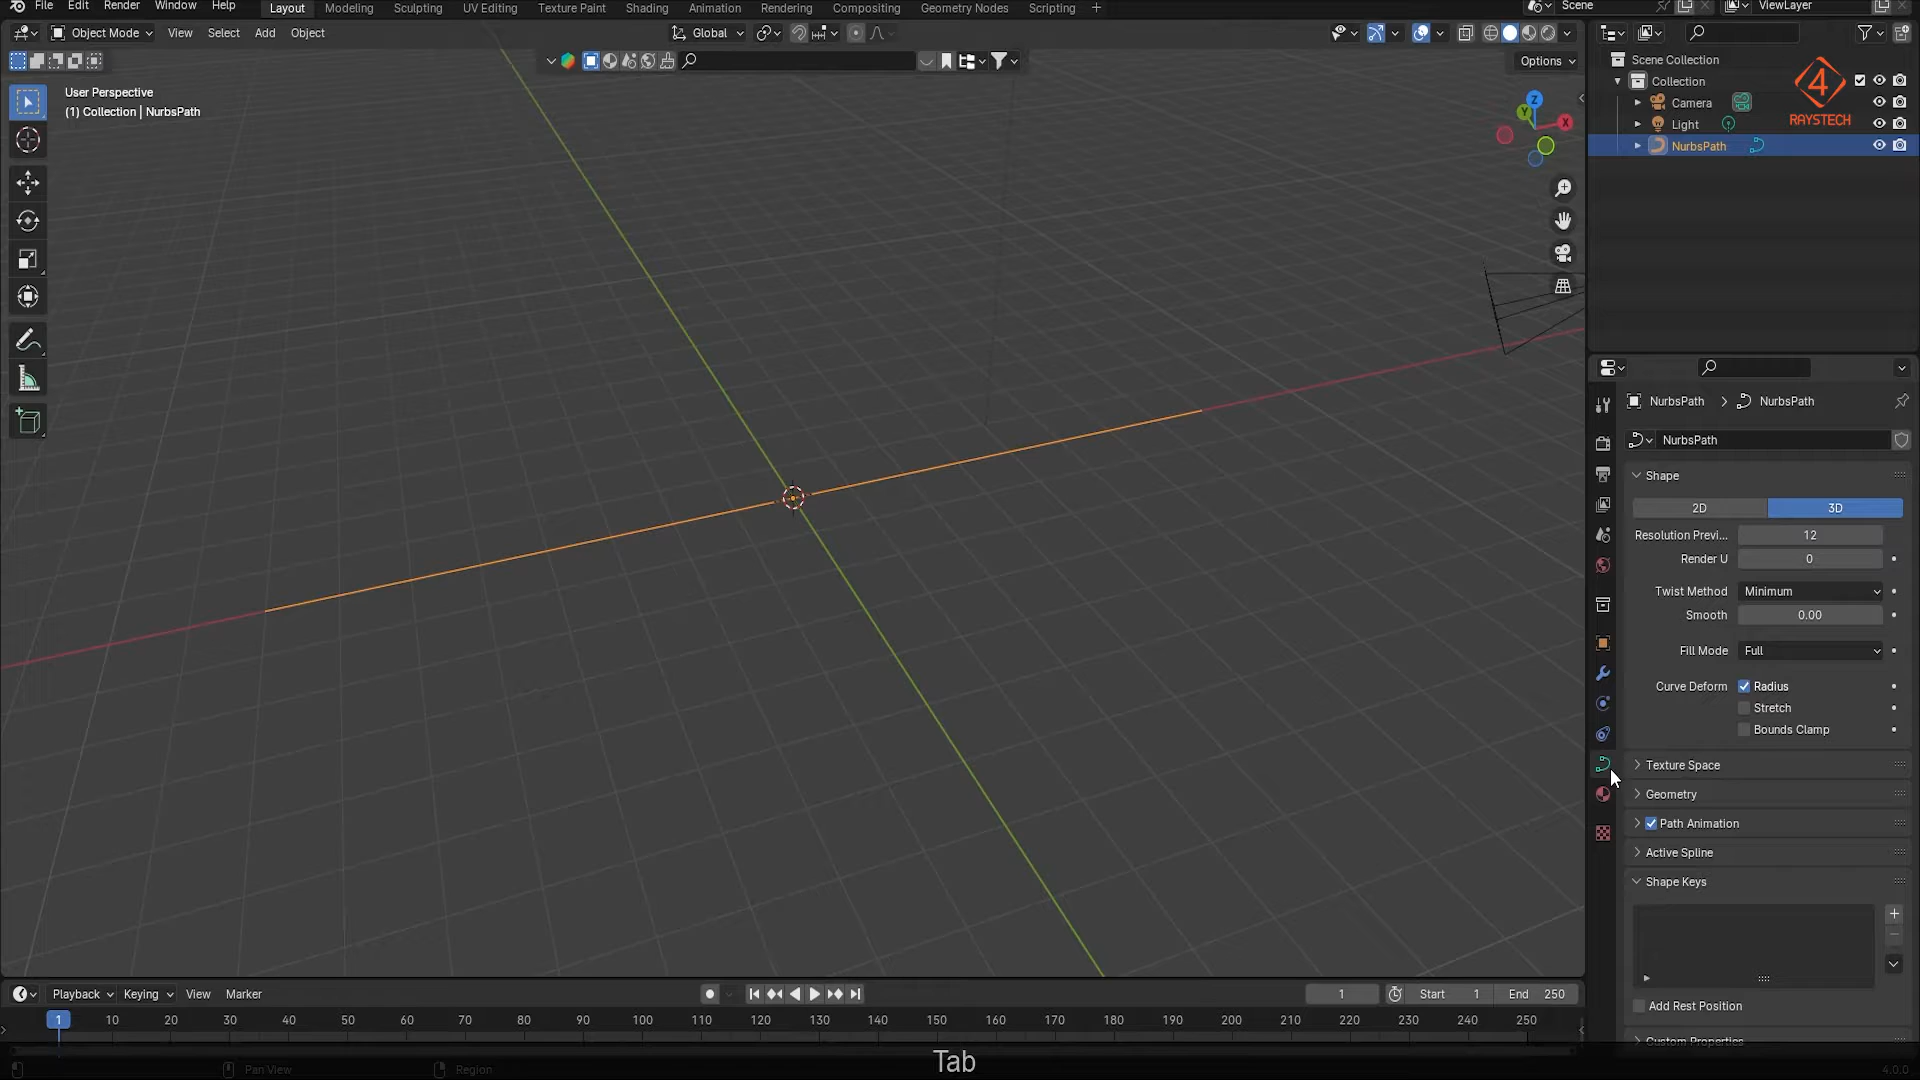 File Edit Render Window Help Layout Modeling Sculpting UV Editing Texture Paint Shading Animation Rendering Compositing Geometry Nodes Scripting + Scene ViewLayer
Object Mode View Select Add Object Global
Options
User Perspective
(1) Collection | NurbsPath
Z
Y
X
Scene Collection
Collection
Camera
Light
NurbsPath
4
RAYSTECH
NurbsPath > NurbsPath
NurbsPath
Shape
2D 3D
Resolution Previ... 12
Render U 0
Twist Method Minimum
Smooth 0.00
Fill Mode Full
Curve Deform Radius
Stretch
Bounds Clamp
Texture Space
Geometry
Path Animation
Active Spline
Shape Keys
Add Rest Position
Custom Properties
Playback Keying View Marker 1 Start 1 End 250
1 10 20 30 40 50 60 70 80 90 100 110 120 130 140 150 160 170 180 190 200 210 220 230 240 250
Tab
Pan View Region 4.0.0